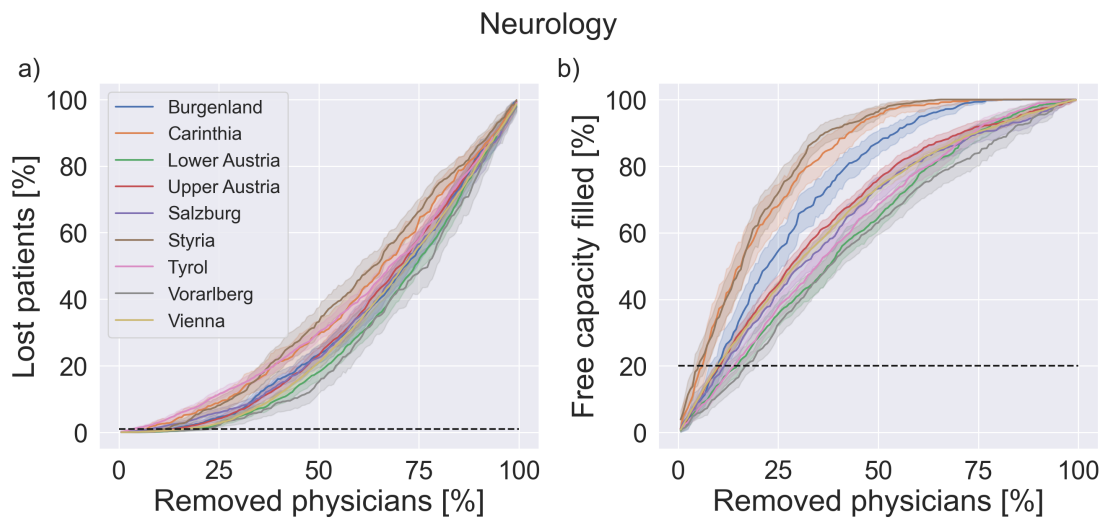 Neurology
a)
Lost patients [%]
100
80
60
40
20
0
Burgenland
Carinthia
Lower Austria
Upper Austria
Salzburg
Styria
Tyrol
Vorarlberg
Vienna
0 25 50 75 100
Removed physicians [%]
b)
Free capacity filled [%]
100
80
60
40
20
0
0 25 50 75 100
Removed physicians [%]